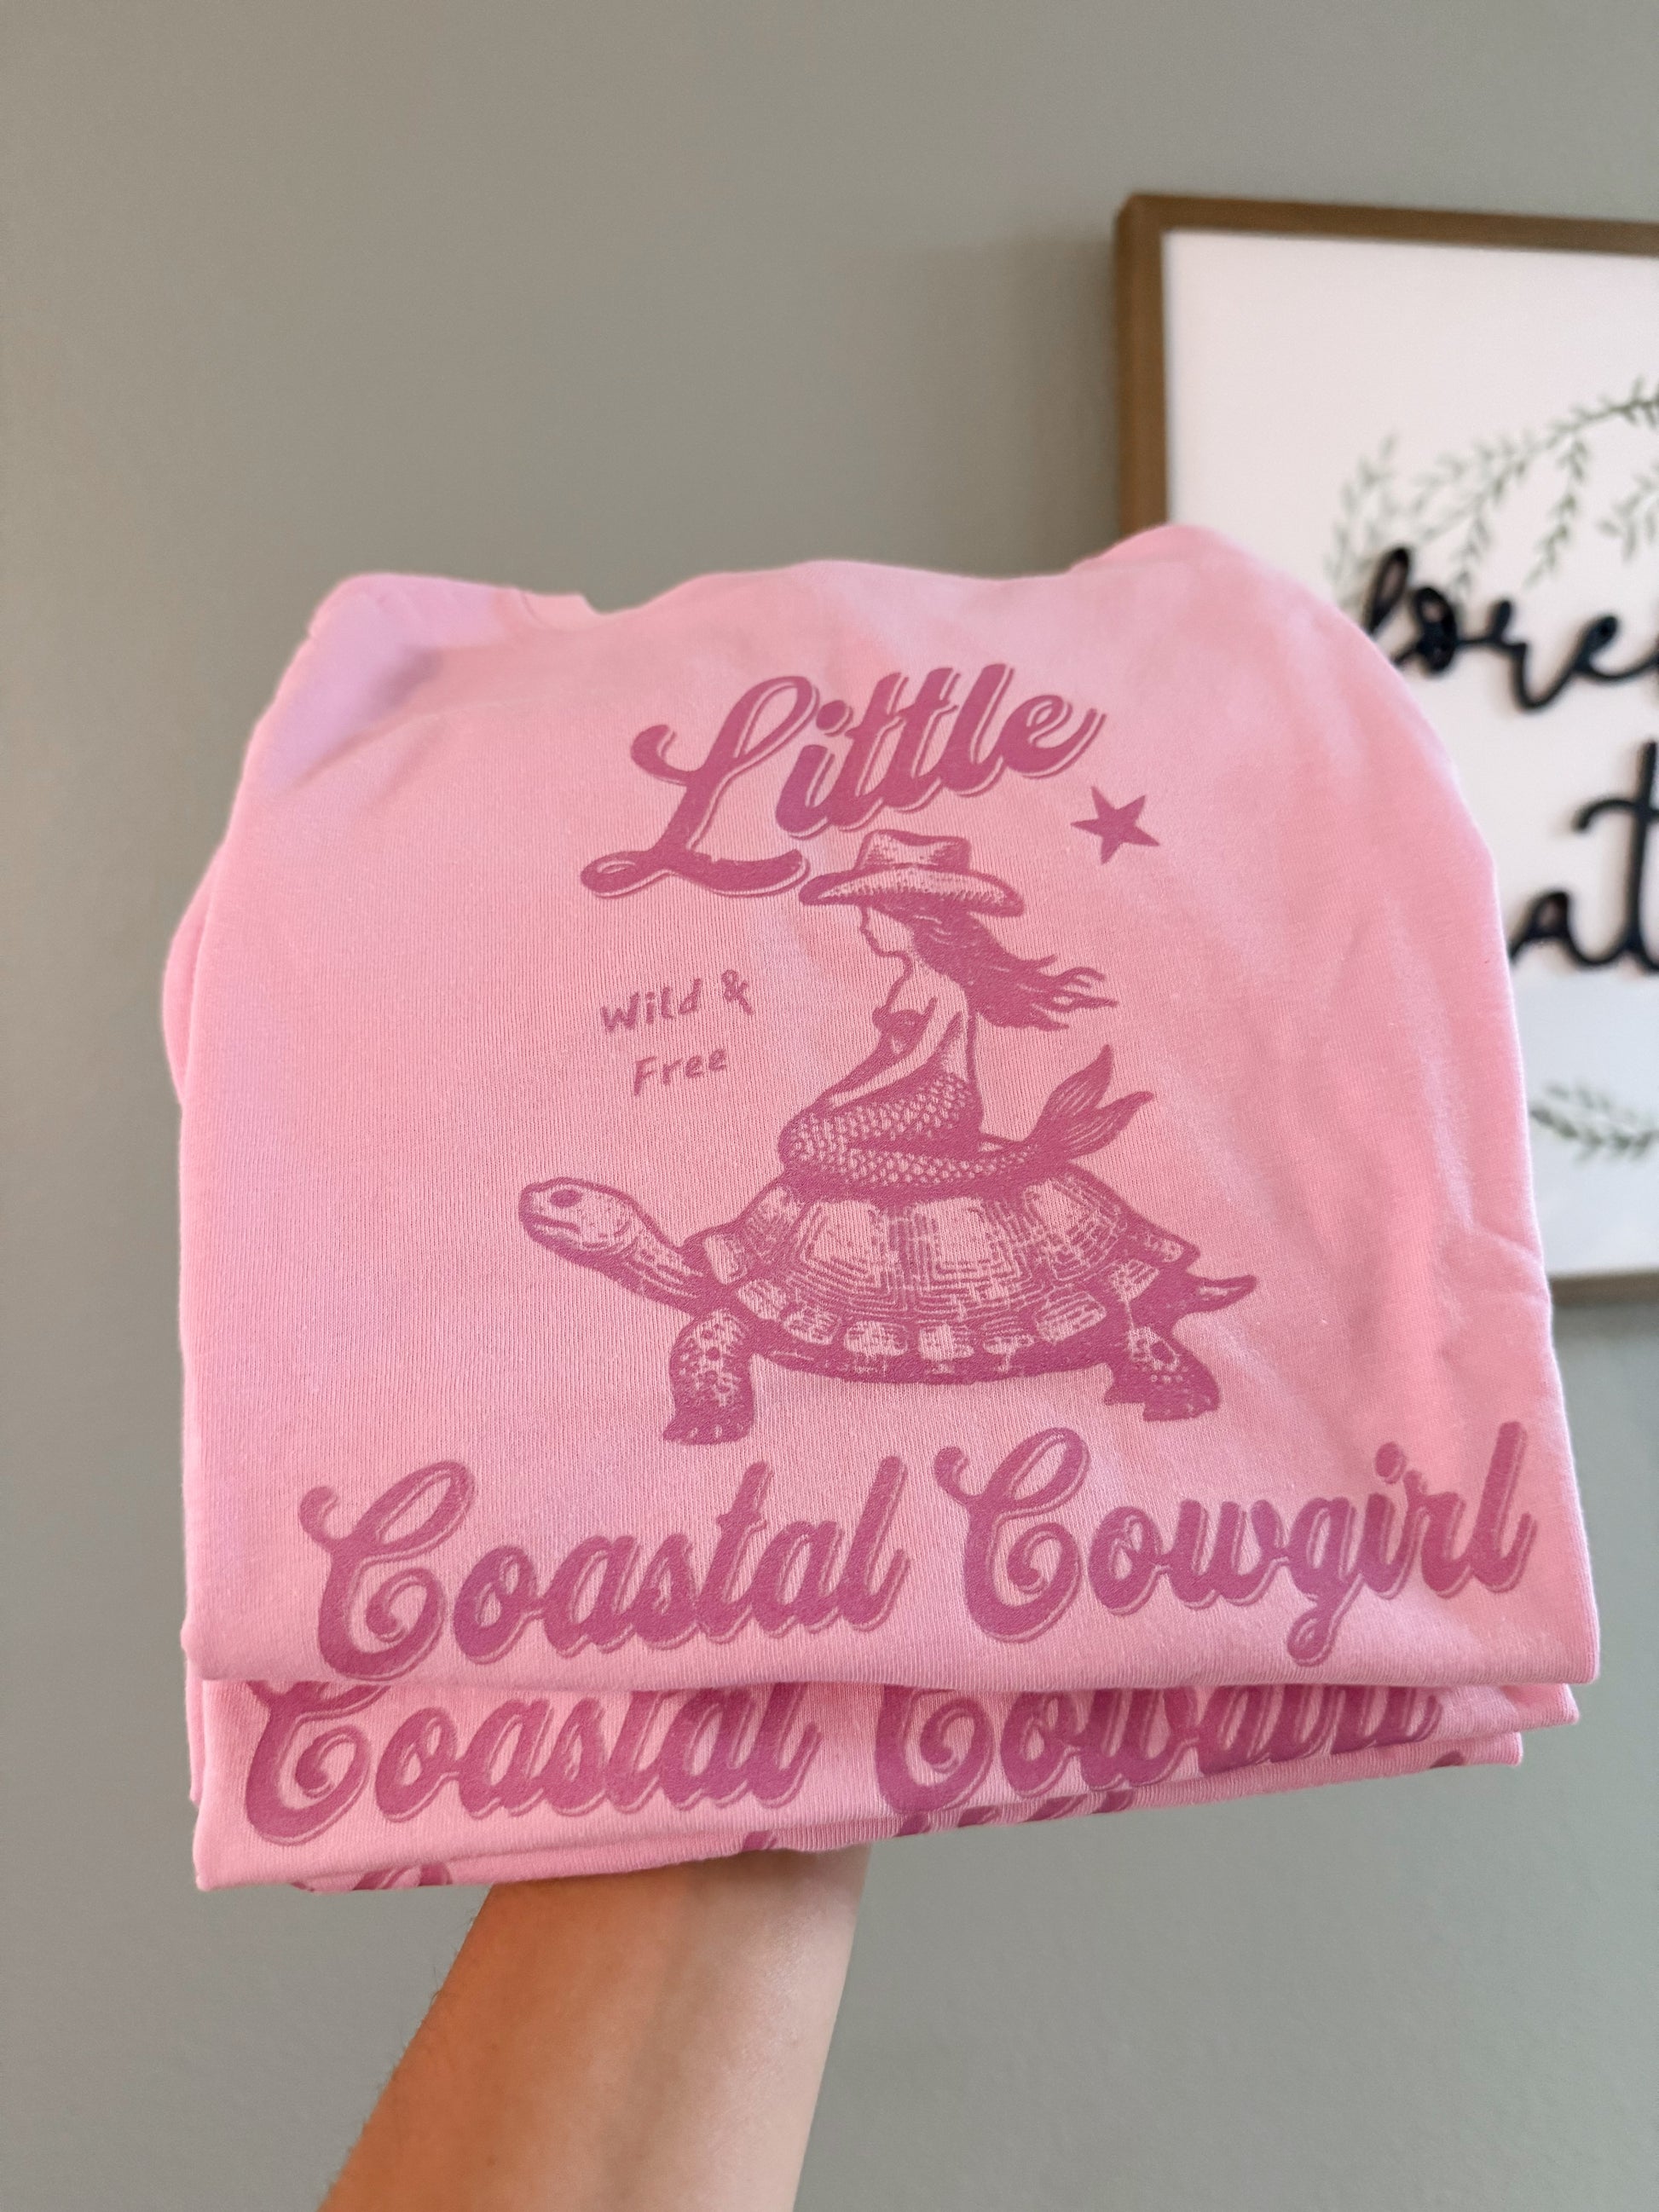 Little
Wild &
Free
Coastal Cowgirl
Coastal Cowgirl